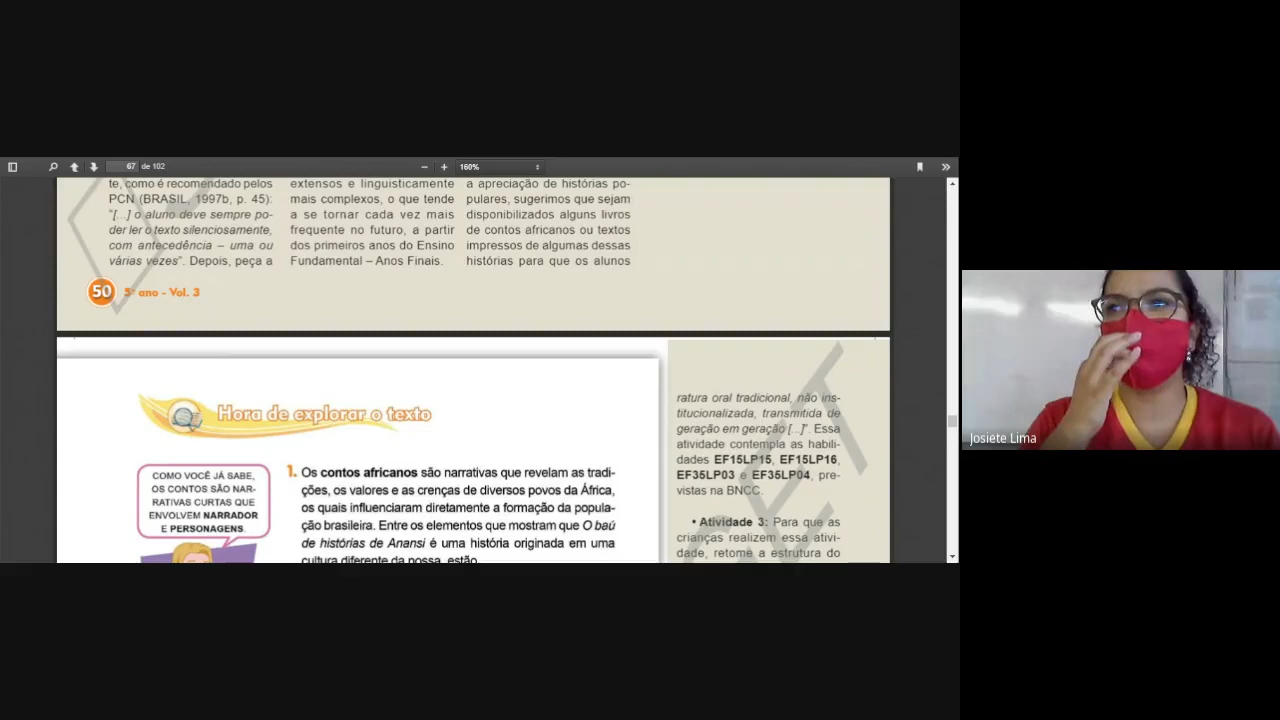 67 de 102
160%
te, como é recomendado pelos
PCN (BRASIL, 1997b, p. 45):
"[...] o aluno deve sempre po-
der ler o texto silenciosamente,
com antecedência – uma ou
várias vezes". Depois, peça a
extensos e linguisticamente
mais complexos, o que tende
a se tornar cada vez mais
frequente no futuro, a partir
dos primeiros anos do Ensino
Fundamental – Anos Finais.
a apreciação de histórias po-
pulares, sugerimos que sejam
disponibilizados alguns livros
de contos africanos ou textos
impressos de algumas dessas
histórias para que os alunos
50 5º ano - Vol. 3
Hora de explorar o texto
COMO VOCÊ JÁ SABE,
OS CONTOS SÃO NAR-
RATIVAS CURTAS QUE
ENVOLVEM NARRADOR
E PERSONAGENS.
1. Os contos africanos são narrativas que revelam as tradi-
ções, os valores e as crenças de diversos povos da África,
os quais influenciaram diretamente a formação da popula-
ção brasileira. Entre os elementos que mostram que O baú
de histórias de Anansi é uma história originada em uma
cultura diferente da nossa, estão
ratura oral tradicional, não ins-
titucionalizada, transmitida de
geração em geração [...]". Essa
atividade contempla as habili-
dades EF15LP15, EF15LP16,
EF35LP03 e EF35LP04, pre-
vistas na BNCC.
• Atividade 3: Para que as
crianças realizem essa ativi-
dade, retome a estrutura do
Josiete Lima